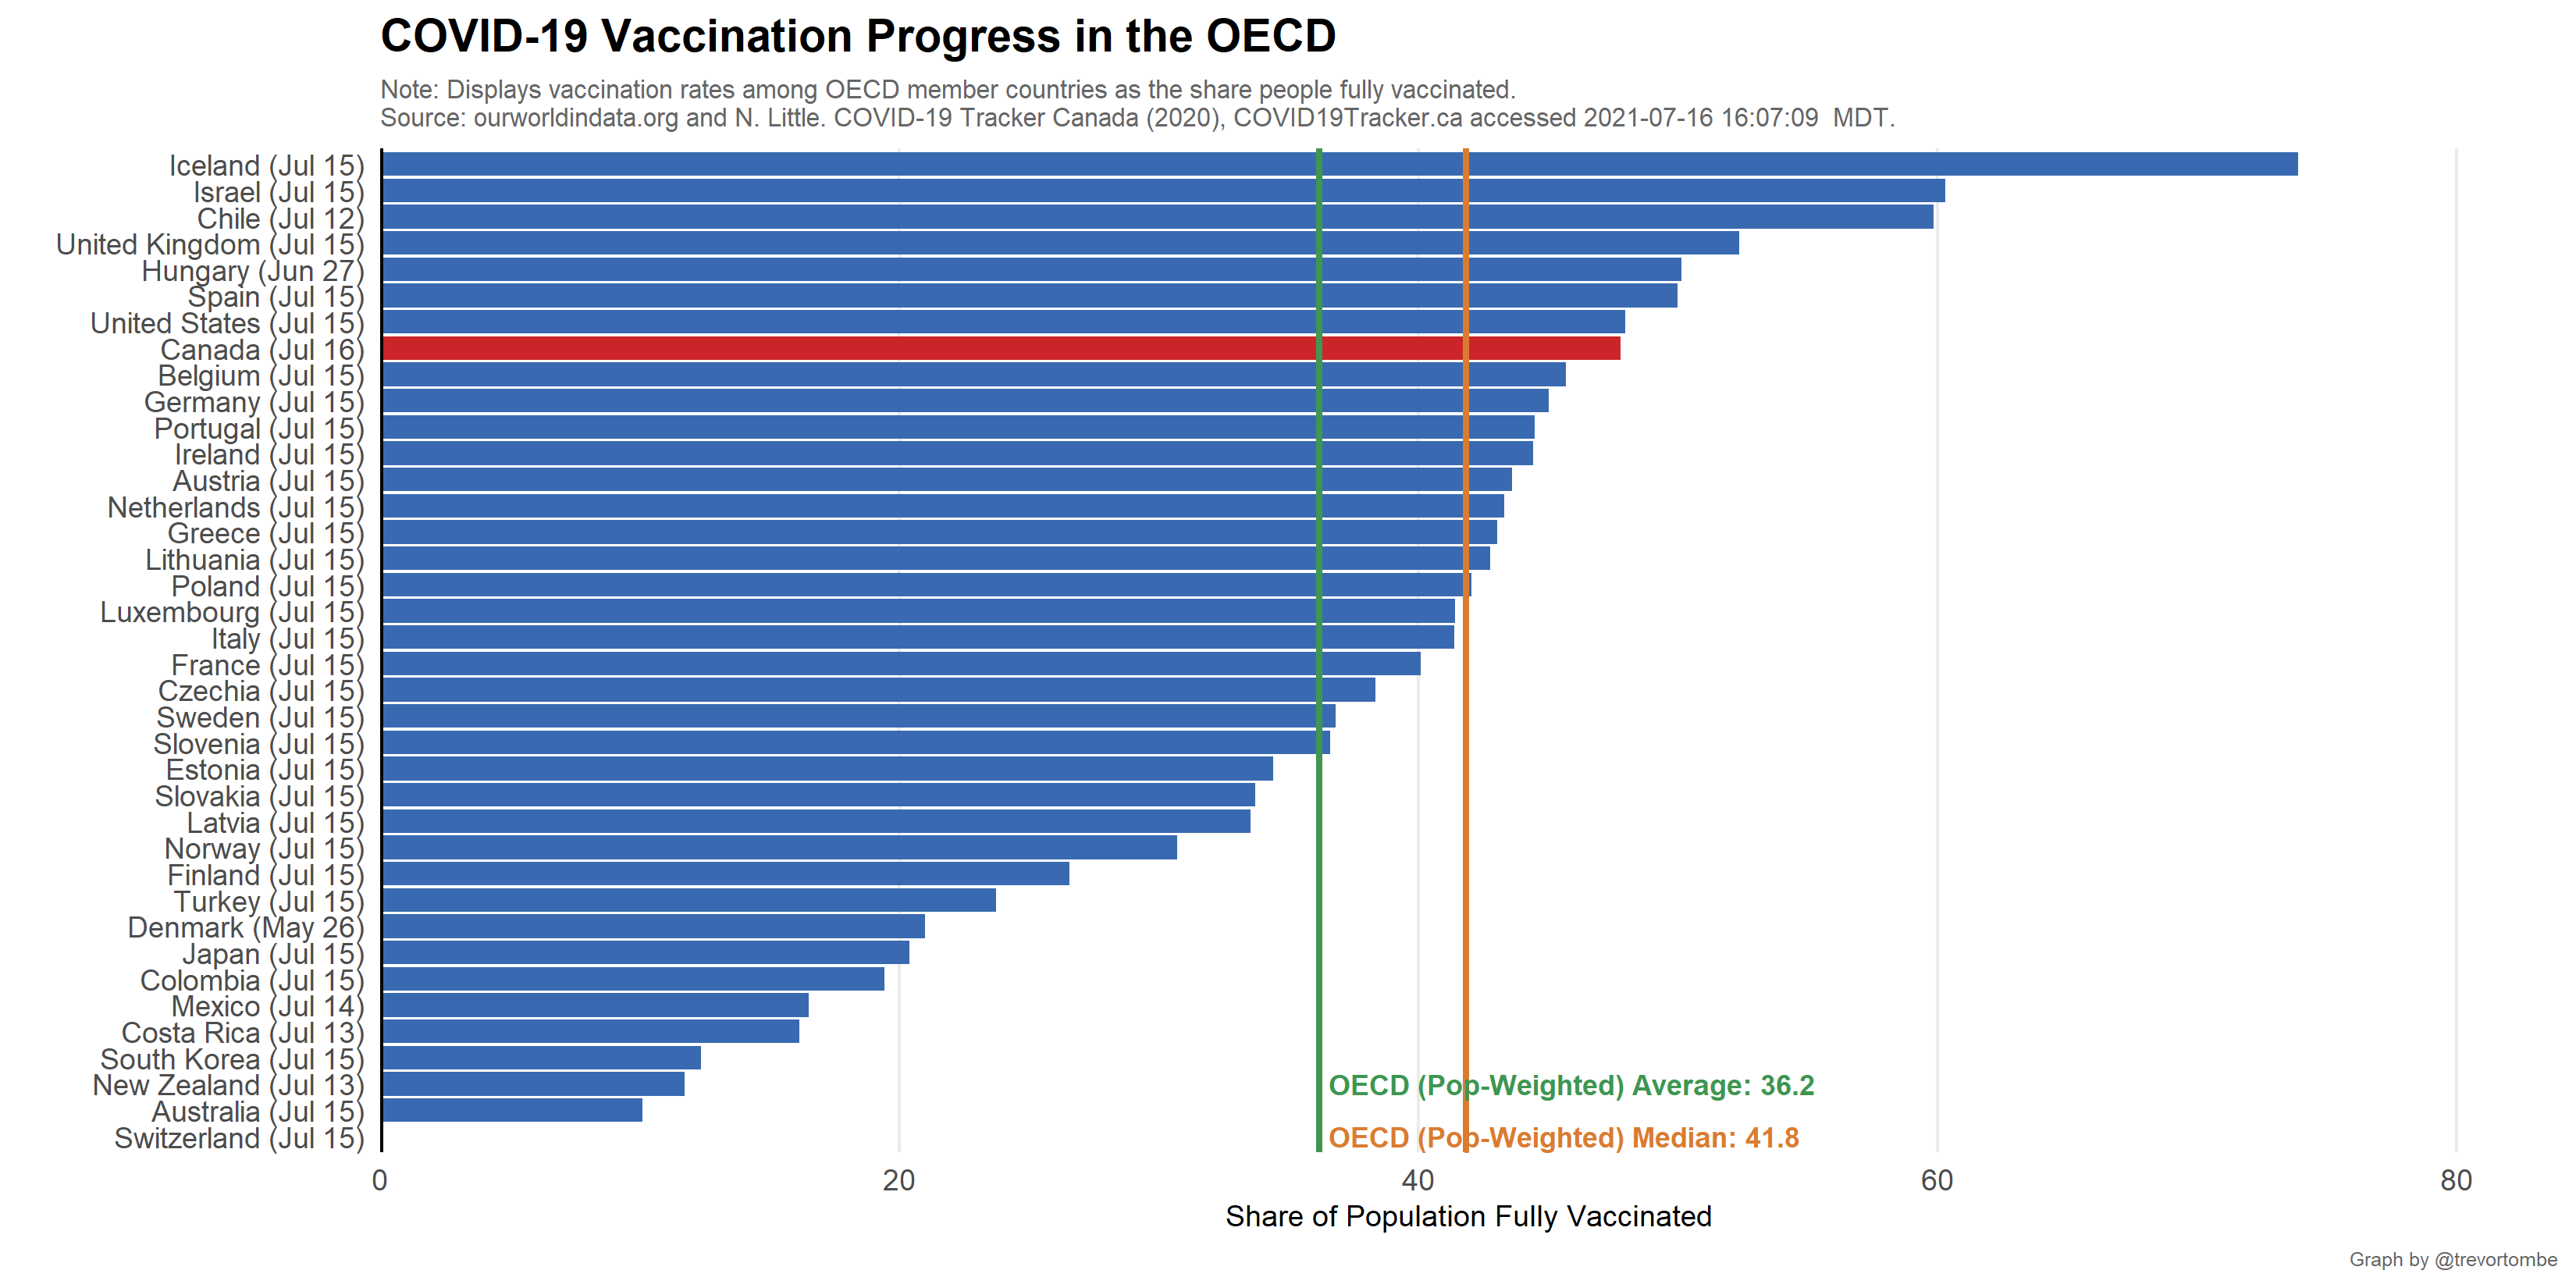 COVID-19 Vaccination Progress in the OECD
Note: Displays vaccination rates among OECD member countries as the share people fully vaccinated.
Source: ourworldindata.org and N. Little. COVID-19 Tracker Canada (2020), COVID19Tracker.ca accessed 2021-07-16 16:07:09  MDT.
Iceland (Jul 15)
Israel (Jul 15)
Chile (Jul 12)
United Kingdom (Jul 15)
Hungary (Jun 27)
Spain (Jul 15)
United States (Jul 15)
Canada (Jul 16)
Belgium (Jul 15)
Germany (Jul 15)
Portugal (Jul 15)
Ireland (Jul 15)
Austria (Jul 15)
Netherlands (Jul 15)
Greece (Jul 15)
Lithuania (Jul 15)
Poland (Jul 15)
Luxembourg (Jul 15)
Italy (Jul 15)
France (Jul 15)
Czechia (Jul 15)
Sweden (Jul 15)
Slovenia (Jul 15)
Estonia (Jul 15)
Slovakia (Jul 15)
Latvia (Jul 15)
Norway (Jul 15)
Finland (Jul 15)
Turkey (Jul 15)
Denmark (May 26)
Japan (Jul 15)
Colombia (Jul 15)
Mexico (Jul 14)
Costa Rica (Jul 13)
South Korea (Jul 15)
New Zealand (Jul 13)
Australia (Jul 15)
Switzerland (Jul 15)
OECD (Pop-Weighted) Average: 36.2
OECD (Pop-Weighted) Median: 41.8
0 20 40 60 80
Share of Population Fully Vaccinated
Graph by @trevortombe